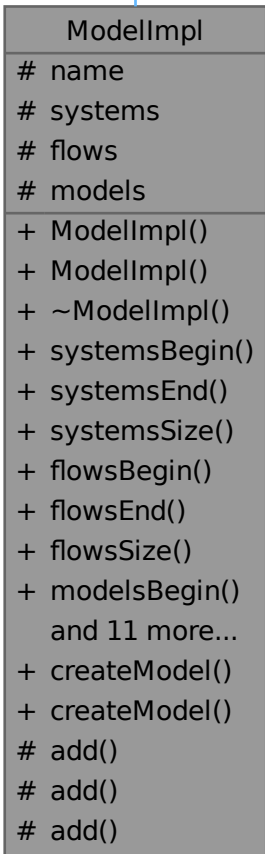 ModelImpl
# name
# systems
# flows
# models
+ ModelImpl()
+ ModelImpl()
+ ~ModelImpl()
+ systemsBegin()
+ systemsEnd()
+ systemsSize()
+ flowsBegin()
+ flowsEnd()
+ flowsSize()
+ modelsBegin()
and 11 more...
+ createModel()
+ createModel()
# add()
# add()
# add()